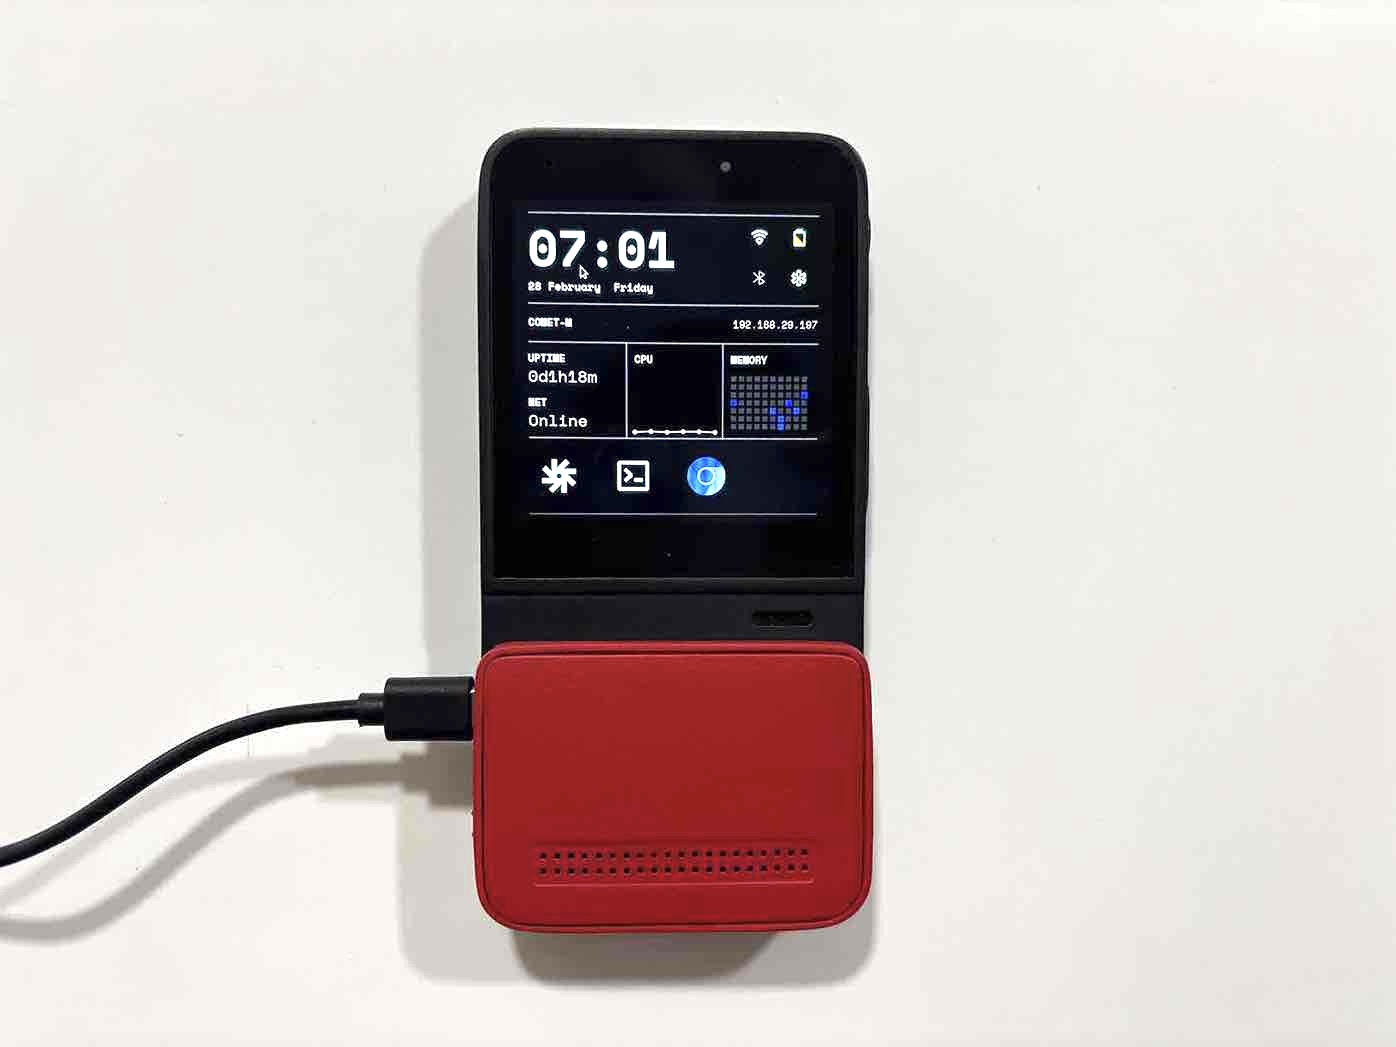 07:01
28 February Friday
COMET-M
192.168.29.197
UPTIME
0d1h18m
NET
Online
CPU
MEMORY